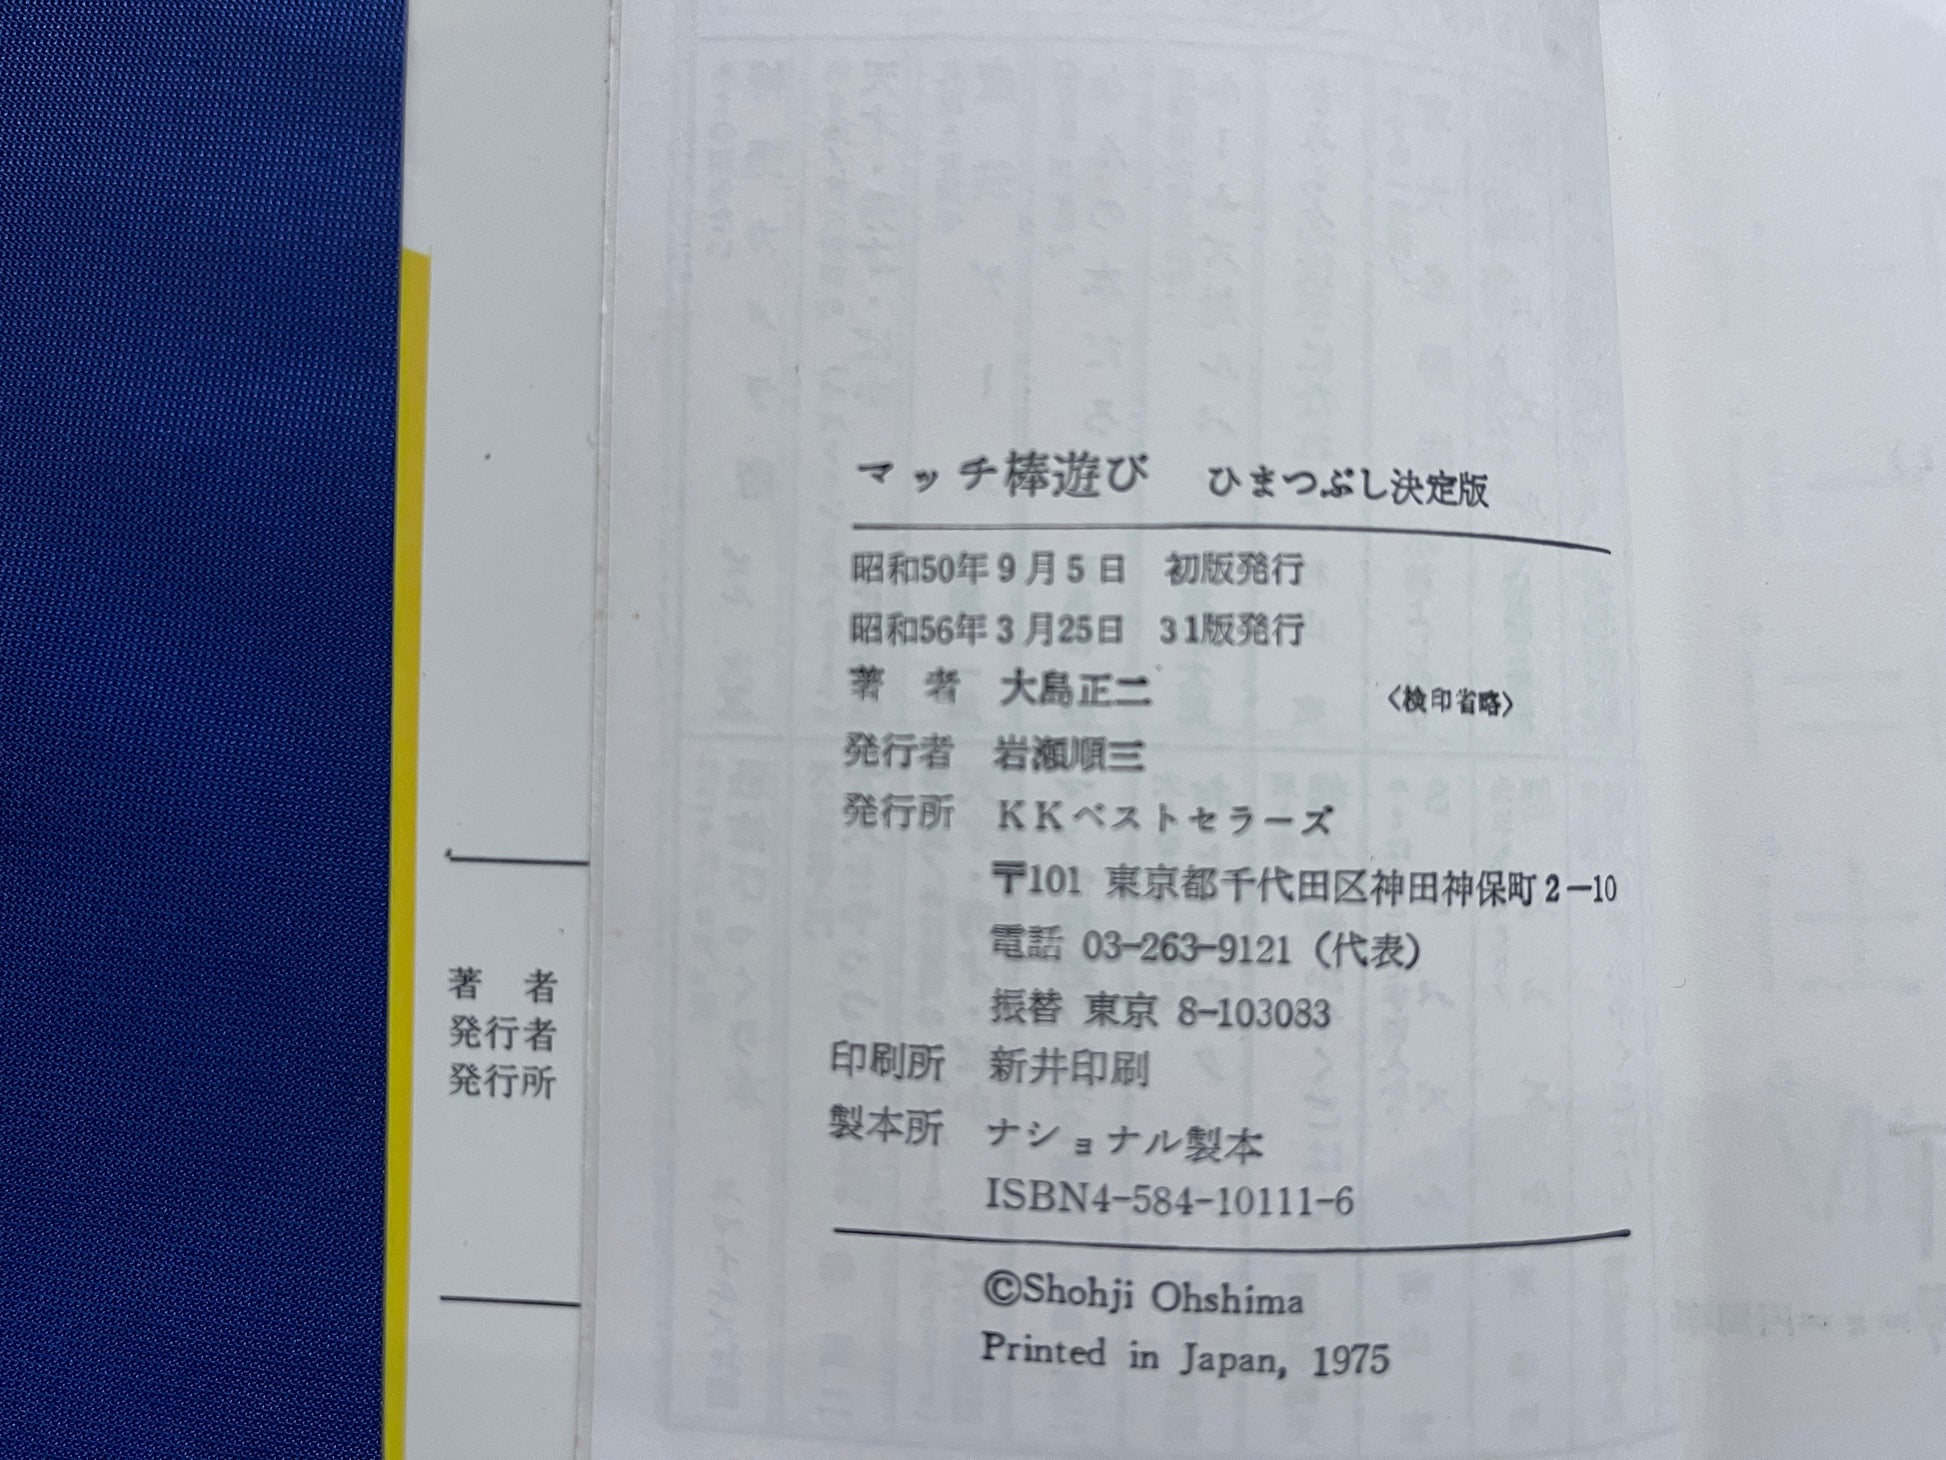 マッチ棒遊び ひまつぶし決定版
昭和50年9月5日 初版発行
昭和56年3月25日 31版発行
著 者 大島正二 〈検印省略〉
発行者 岩瀬順三
発行所 KKベストセラーズ
〒101 東京都千代田区神田神保町2-10
電話 03-263-9121 (代表)
振替 東京 8-103083
印刷所 新井印刷
製本所 ナショナル製本
ISBN4-584-10111-6
©Shohji Ohshima
Printed in Japan, 1975
著 者
発行者
発行所